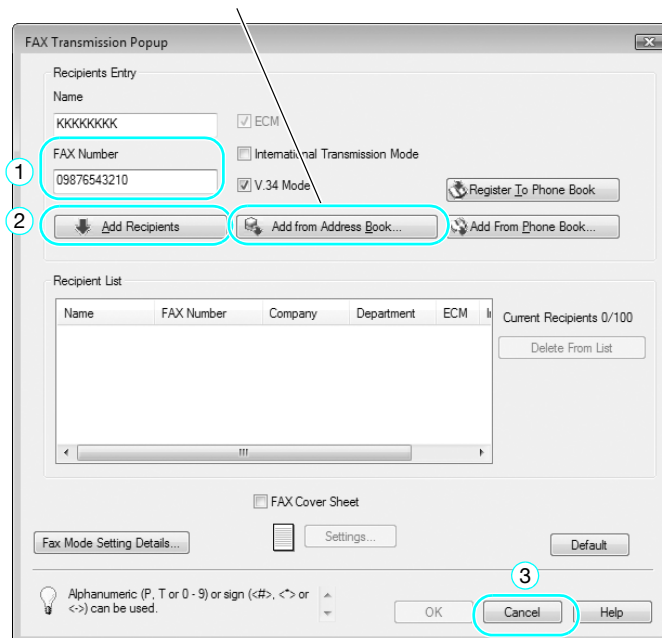 FAX Transmission Popup
Recipients Entry
Name
KKKKKKKK
ECM
FAX Number
International Transmission Mode
1
09876543210
V.34 Mode
Register To Phone Book
2
Add Recipients
Add from Address Book...
Add From Phone Book...
Recipient List
Name FAX Number Company Department ECM
Current Recipients 0/100
Delete From List
FAX Cover Sheet
Fax Mode Setting Details...
Settings...
Default
3
Alphanumeric (P, T or 0 - 9) or sign (<#>, <*> or
<->) can be used.
OK
Cancel
Help